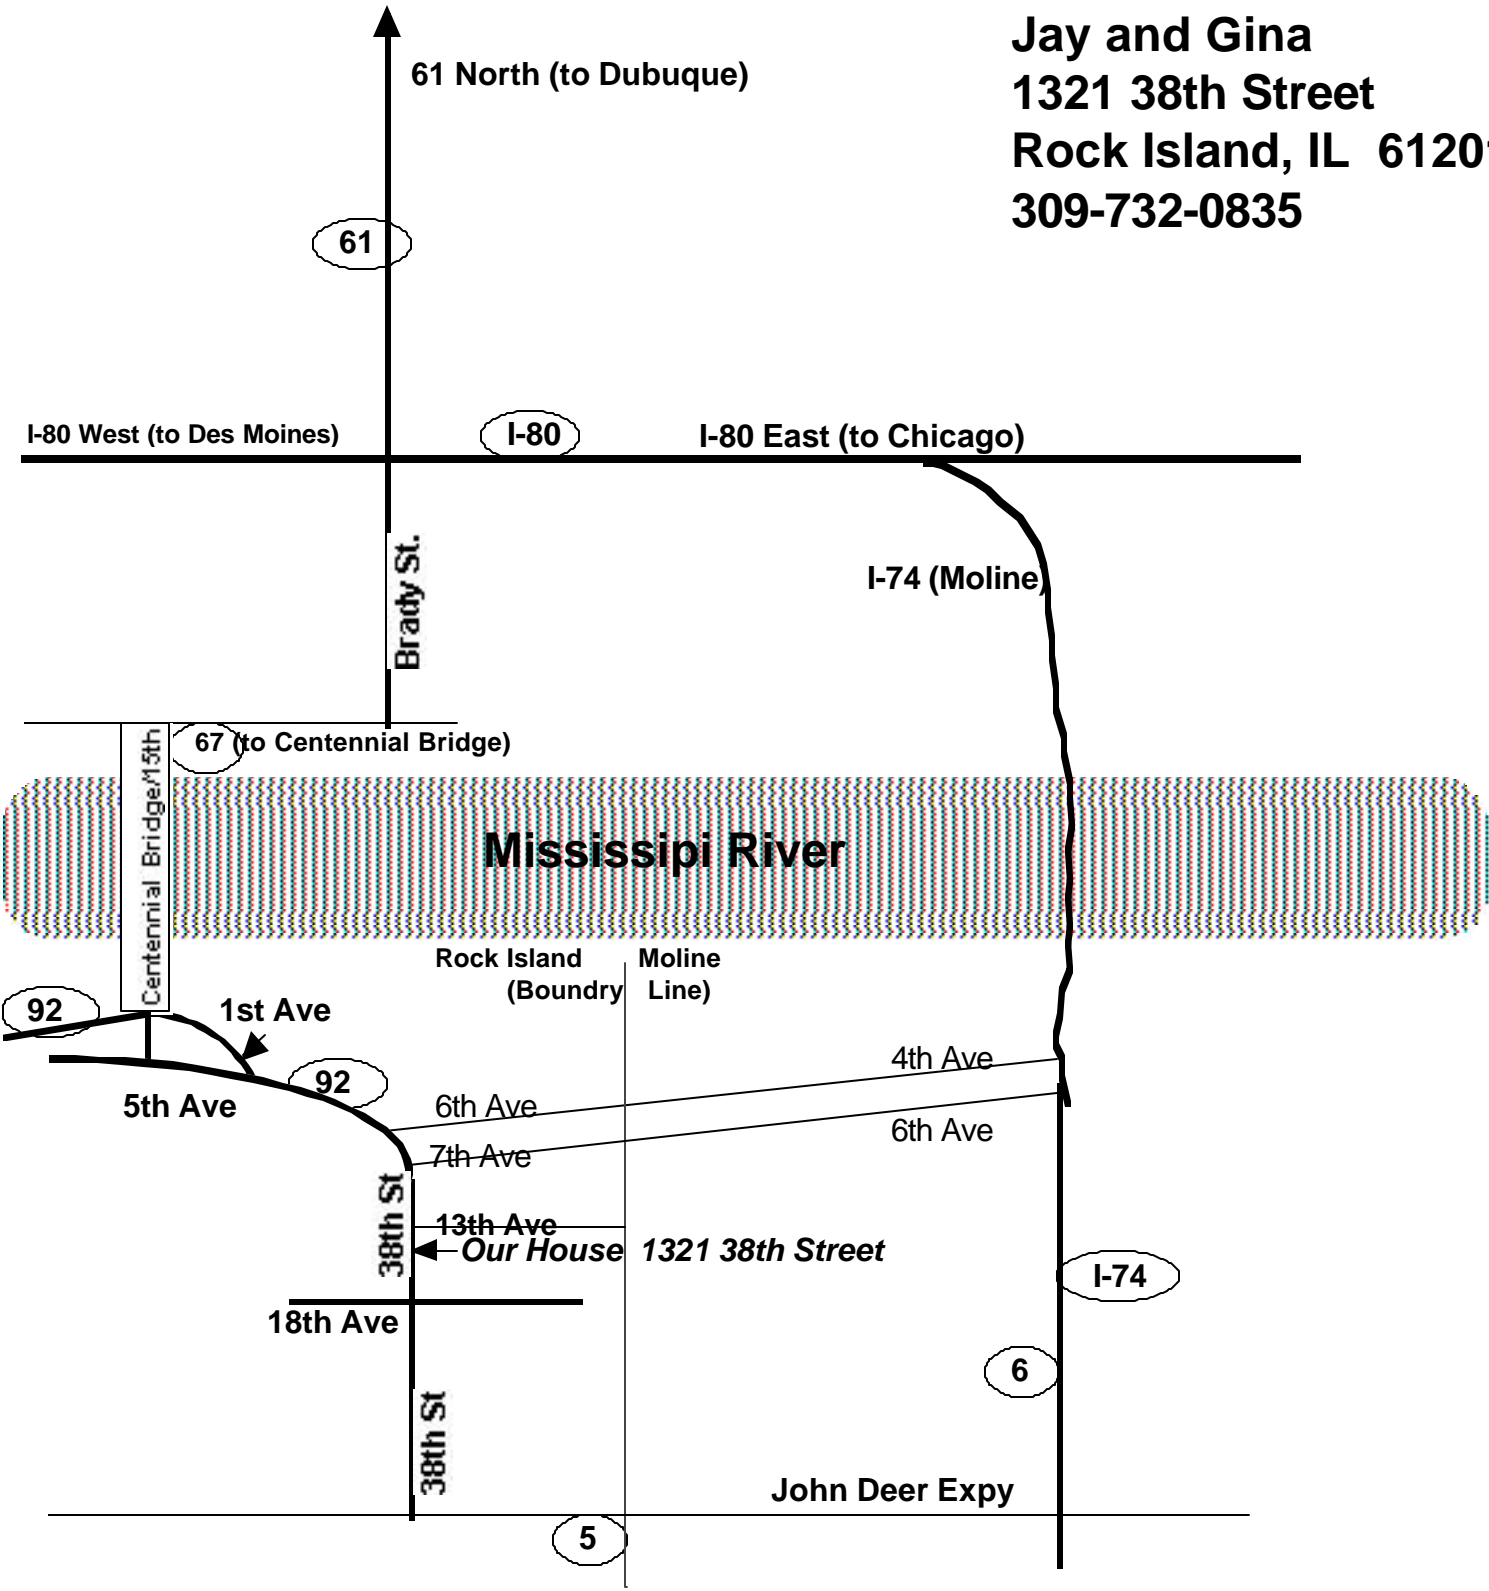 Jay and Gina
1321 38th Street
Rock Island, IL  61201
309-732-0835
61 North (to Dubuque)
61
I-80 West (to Des Moines)
I-80
I-80 East (to Chicago)
Brady St.
I-74 (Moline)
67 (to Centennial Bridge)
Centennial Bridge/15th
Mississipi River
Rock Island
Moline
(Boundry
Line)
92
1st Ave
92
5th Ave
4th Ave
6th Ave
6th Ave
7th Ave
38th St
13th Ave
Our House  1321 38th Street
I-74
18th Ave
6
38th St
John Deer Expy
5